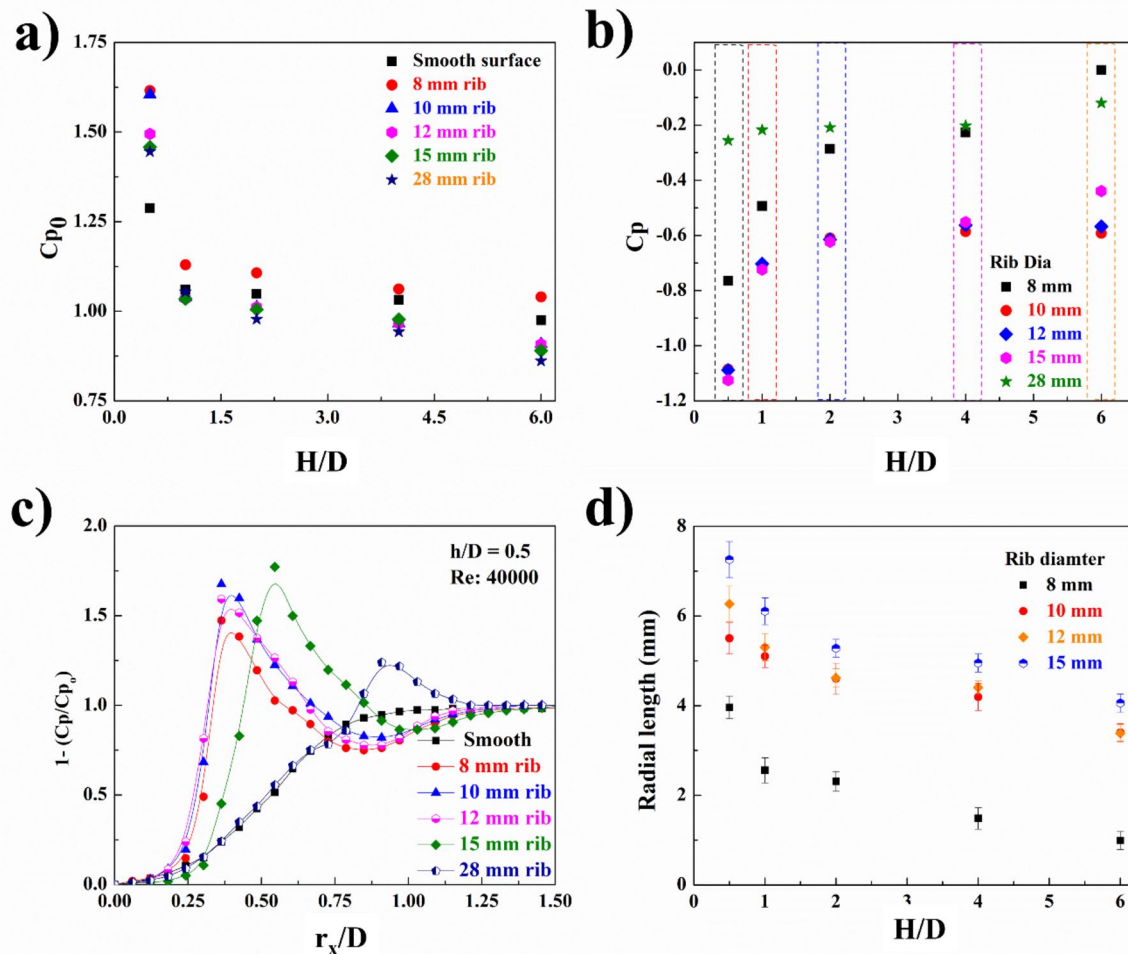 a)
1.75
1.50
1.25
1.00
0.75
Cp0
0.0
1.5
3.0
4.5
6.0
H/D
Smooth surface
8 mm rib
10 mm rib
12 mm rib
15 mm rib
28 mm rib
b)
0.0
-0.2
-0.4
-0.6
-0.8
-1.0
-1.2
Cp
0
1
2
3
4
5
6
H/D
Rib Dia
8 mm
10 mm
12 mm
15 mm
28 mm
c)
2.0
1.5
1.0
0.5
0.0
1- (Cp/Cpo)
0.00
0.25
0.50
0.75
1.00
1.25
1.50
rx/D
h/D = 0.5
Re: 40000
Smooth
8 mm rib
10 mm rib
12 mm rib
15 mm rib
28 mm rib
d)
8
6
4
2
0
Radial length (mm)
0
1
2
3
4
5
6
H/D
Rib diamter
8 mm
10 mm
12 mm
15 mm